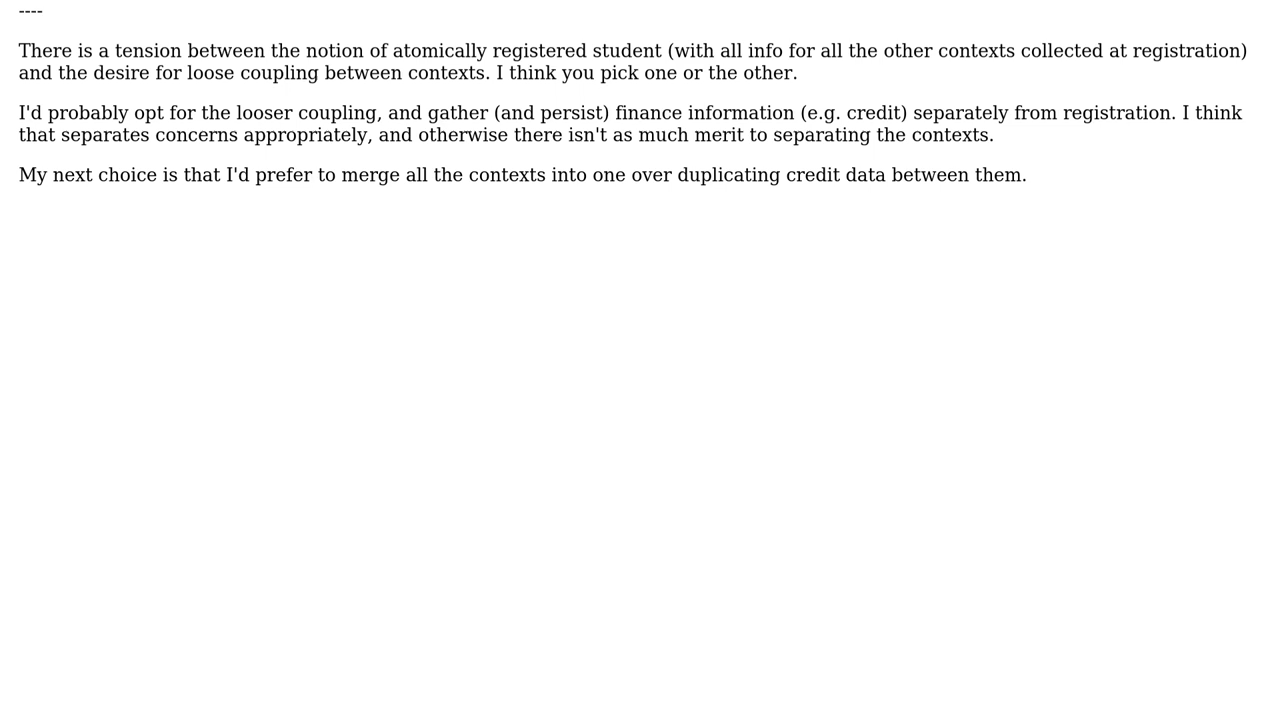 ----
There is a tension between the notion of atomically registered student (with all info for all the other contexts collected at registration)
and the desire for loose coupling between contexts. I think you pick one or the other.
I'd probably opt for the looser coupling, and gather (and persist) finance information (e.g. credit) separately from registration. I think
that separates concerns appropriately, and otherwise there isn't as much merit to separating the contexts.
My next choice is that I'd prefer to merge all the contexts into one over duplicating credit data between them.